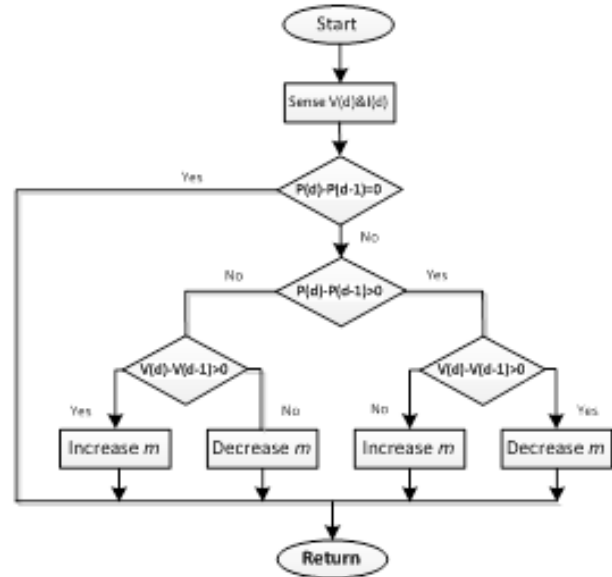 Start
Sense V(d)&I(d)
Yes
P(d)-P(d-1)=0
No
No
P(d)-P(d-1)>0
Yes
V(d)-V(d-1)>0
V(d)-V(d-1)>0
Yes
No
No
Yes
Increase m
Decrease m
Increase m
Decrease m
Return